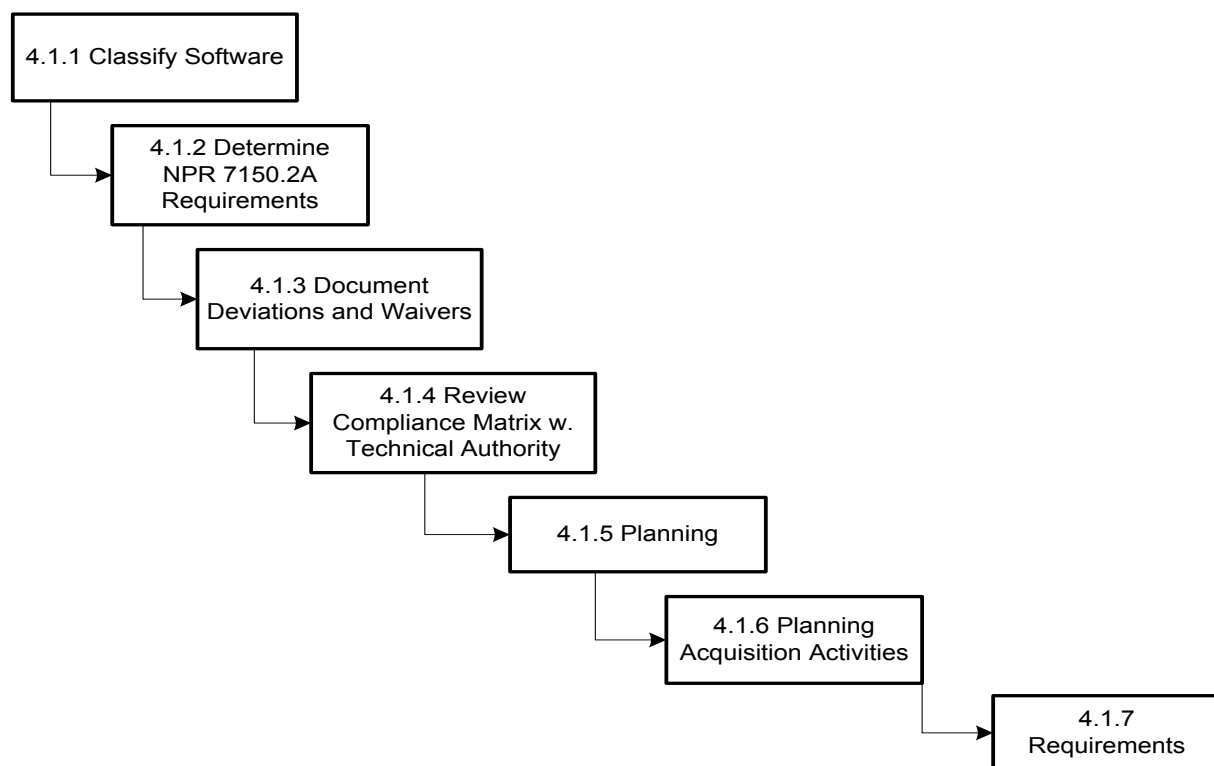 4.1.1 Classify Software
4.1.2 Determine
NPR 7150.2A
Requirements
4.1.3 Document
Deviations and Waivers
4.1.4 Review
Compliance Matrix w.
Technical Authority
4.1.5 Planning
4.1.6 Planning
Acquisition Activities
4.1.7
Requirements